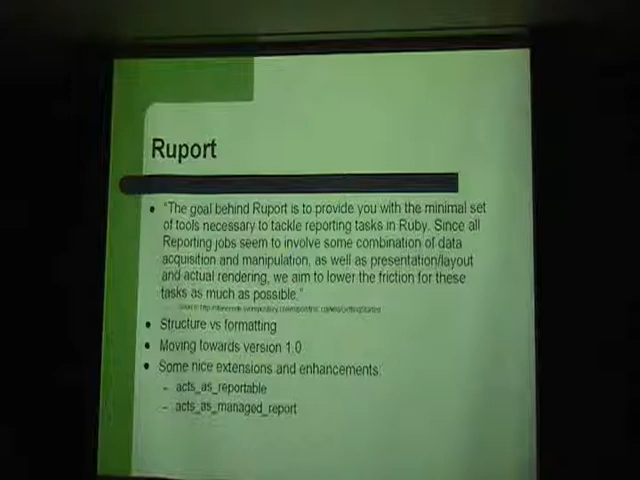 Ruport
• "The goal behind Ruport is to provide you with the minimal set
of tools necessary to tackle reporting tasks in Ruby. Since all
Reporting jobs seem to involve some combination of data
acquisition and manipulation, as well as presentation/layout
and actual rendering, we aim to lower the friction for these
tasks as much as possible."
• Structure vs formatting
• Moving towards version 1.0
• Some nice extensions and enhancements:
– acts_as_reportable
– acts_as_managed_report